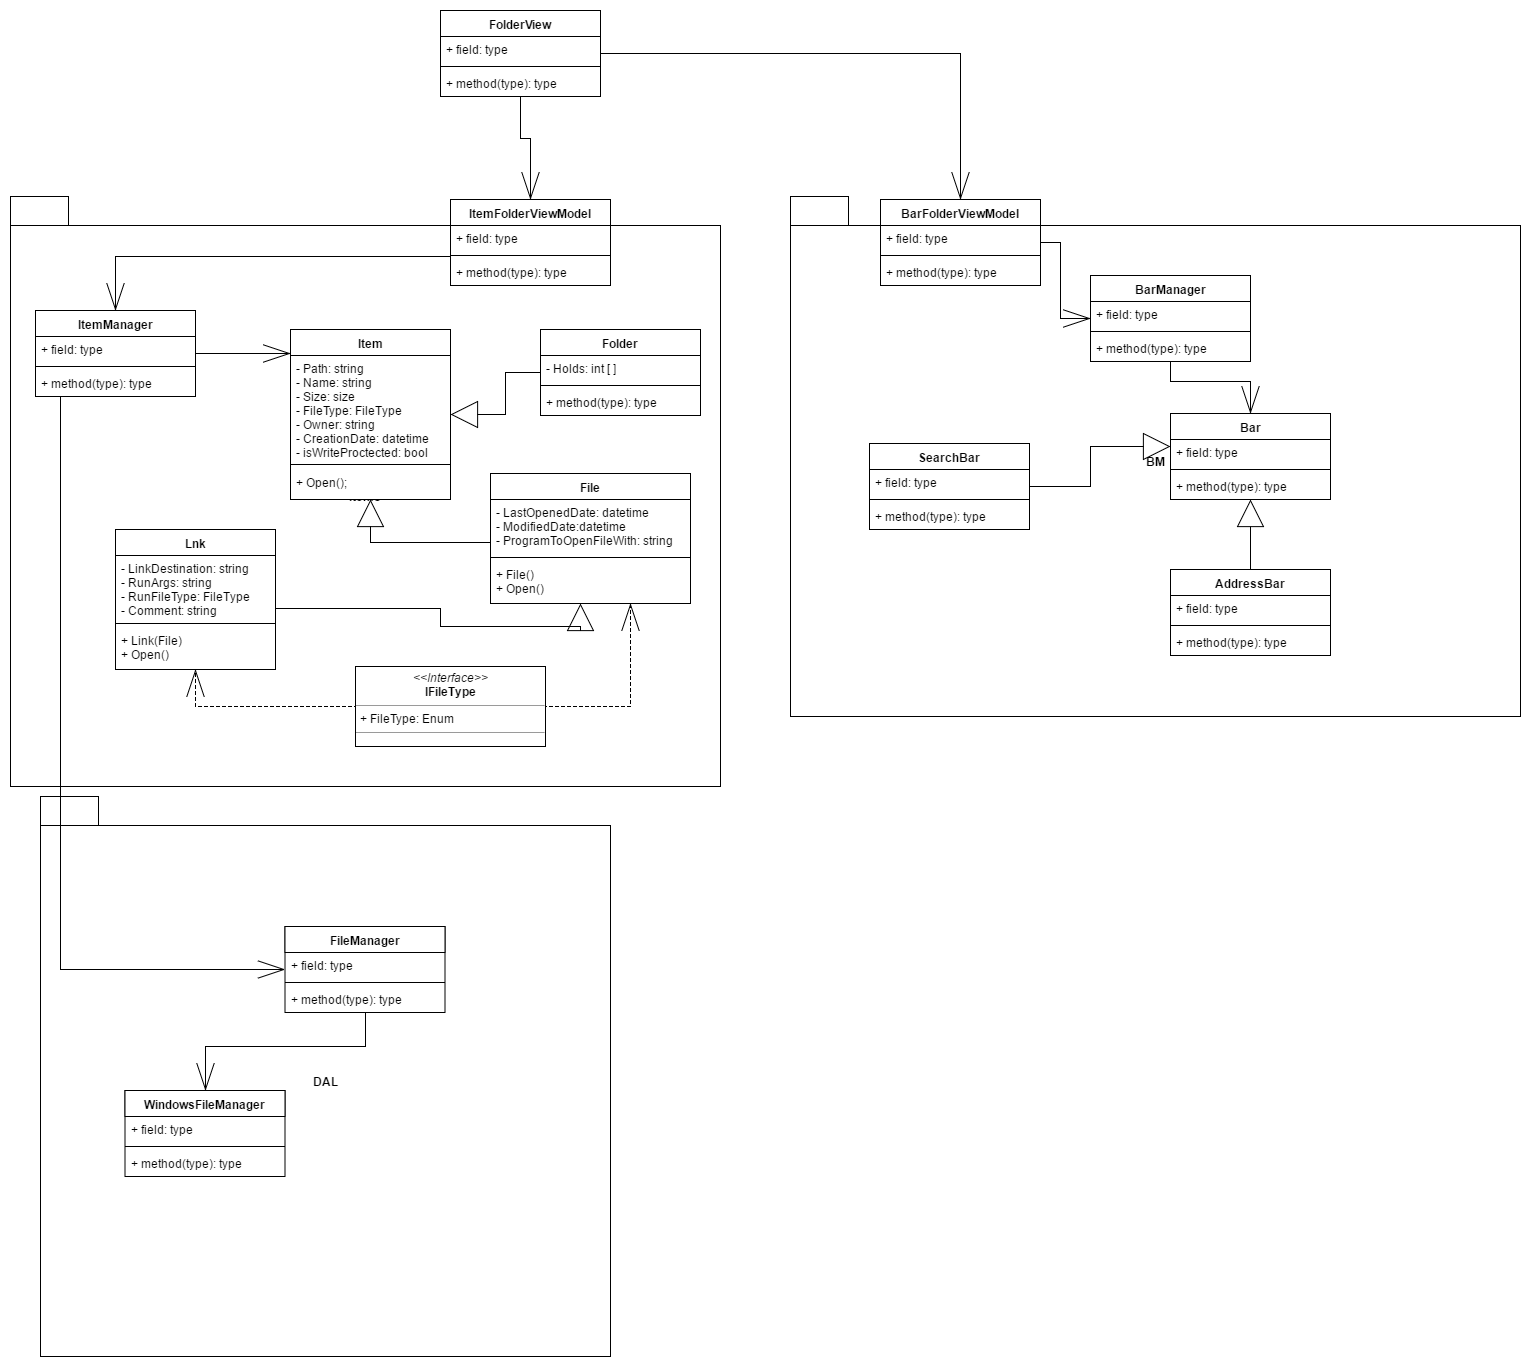 FolderView
+ field: type
+ method(type): type
ItemFolderViewModel
+ field: type
+ method(type): type
BarFolderViewModel
+ field: type
+ method(type): type
ItemManager
+ field: type
+ method(type): type
Item
- Path: string
- Name: string
- Size: size
- FileType: FileType
- Owner: string
- CreationDate: datetime
- isWriteProctected: bool
+ Open();
Folder
- Holds: int [ ]
+ method(type): type
File
- LastOpenedDate: datetime
- ModifiedDate:datetime
- ProgramToOpenFileWith: string
+ File()
+ Open()
Lnk
- LinkDestination: string
- RunArgs: string
- RunFileType: FileType
- Comment: string
+ Link(File)
+ Open()
<<Interface>>
IFileType
+ FileType: Enum
BarManager
+ field: type
+ method(type): type
Bar
+ field: type
+ method(type): type
BM
SearchBar
+ field: type
+ method(type): type
AddressBar
+ field: type
+ method(type): type
FileManager
+ field: type
+ method(type): type
DAL
WindowsFileManager
+ field: type
+ method(type): type